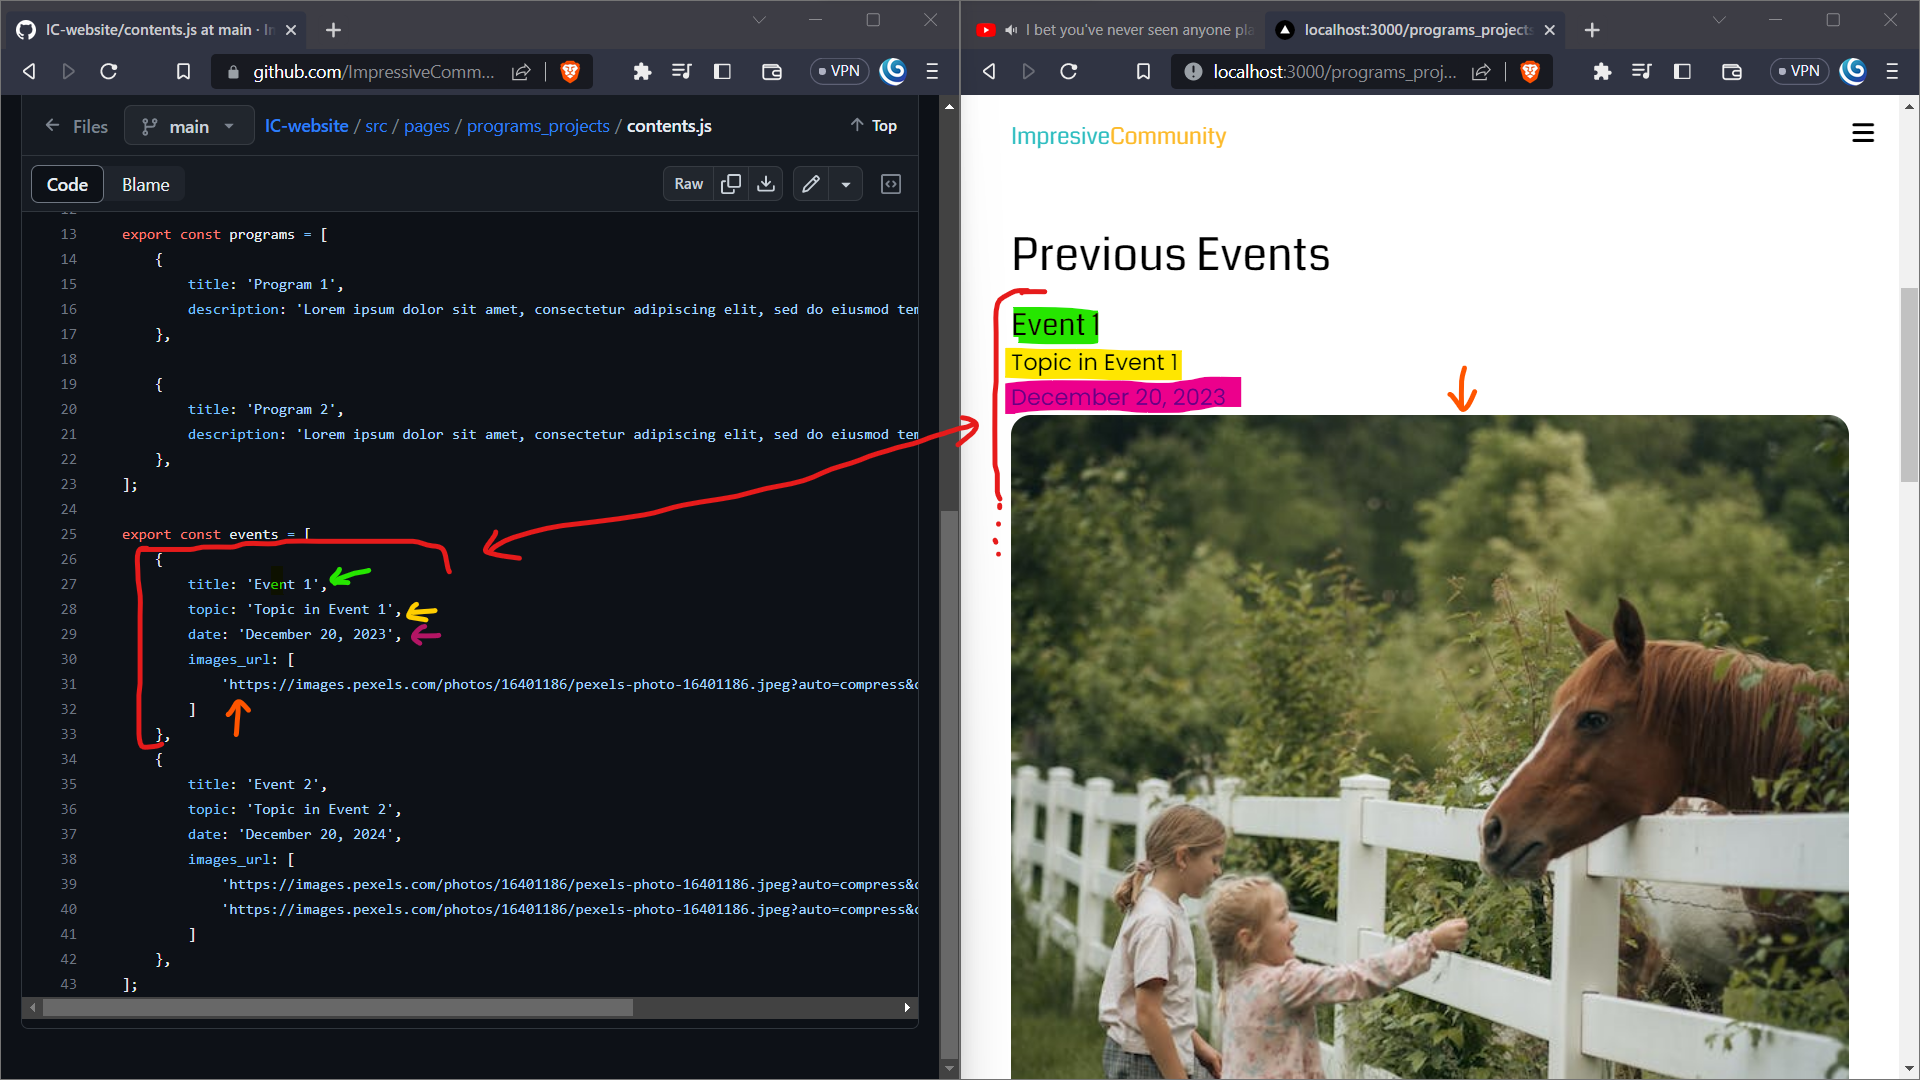 IC-website/contents.js at main · In
I bet you've never seen anyone pla
localhost:3000/programs_projects
github.com/ImpressiveComm...
VPN
localhost:3000/programs_proj...
VPN
Files
main
IC-website / src / pages / programs_projects / contents.js
Top
Code
Blame
Raw
13 export const programs = [
14 {
15 title: 'Program 1',
16 description: 'Lorem ipsum dolor sit amet, consectetur adipiscing elit, sed do eiusmod tem
17 },
18
19 {
20 title: 'Program 2',
21 description: 'Lorem ipsum dolor sit amet, consectetur adipiscing elit, sed do eiusmod tem
22 },
23 ];
24
25 export const events = [
26 {
27 title: 'Event 1',
28 topic: 'Topic in Event 1',
29 date: 'December 20, 2023',
30 images_url: [
31 'https://images.pexels.com/photos/16401186/pexels-photo-16401186.jpeg?auto=compress&c
32 ]
33 },
34 {
35 title: 'Event 2',
36 topic: 'Topic in Event 2',
37 date: 'December 20, 2024',
38 images_url: [
39 'https://images.pexels.com/photos/16401186/pexels-photo-16401186.jpeg?auto=compress&c
40 'https://images.pexels.com/photos/16401186/pexels-photo-16401186.jpeg?auto=compress&c
41 ]
42 },
43 ];
ImpresiveCommunity
Previous Events
Event 1
Topic in Event 1
December 20, 2023